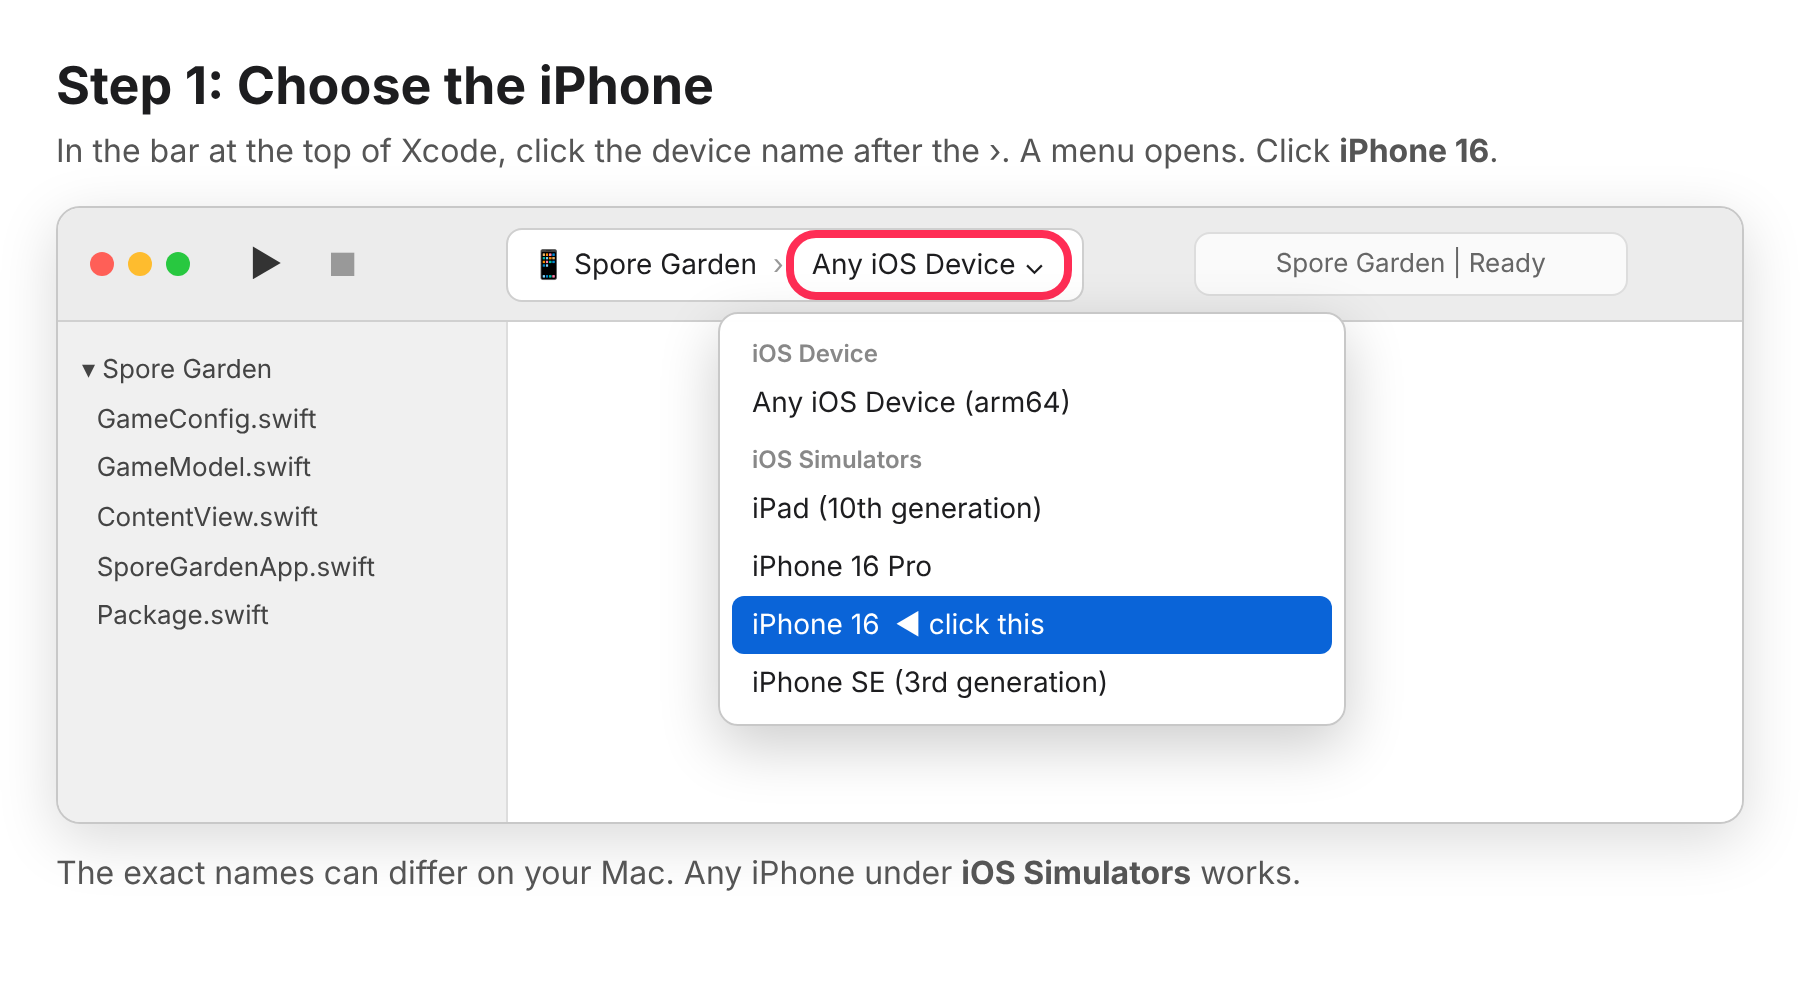 Step 1: Choose the iPhone
In the bar at the top of Xcode, click the device name after the ›. A menu opens. Click iPhone 16.
Spore Garden › Any iOS Device
Spore Garden | Ready
▾ Spore Garden
GameConfig.swift
GameModel.swift
ContentView.swift
SporeGardenApp.swift
Package.swift
iOS Device
Any iOS Device (arm64)
iOS Simulators
iPad (10th generation)
iPhone 16 Pro
iPhone 16 ◀ click this
iPhone SE (3rd generation)
The exact names can differ on your Mac. Any iPhone under iOS Simulators works.